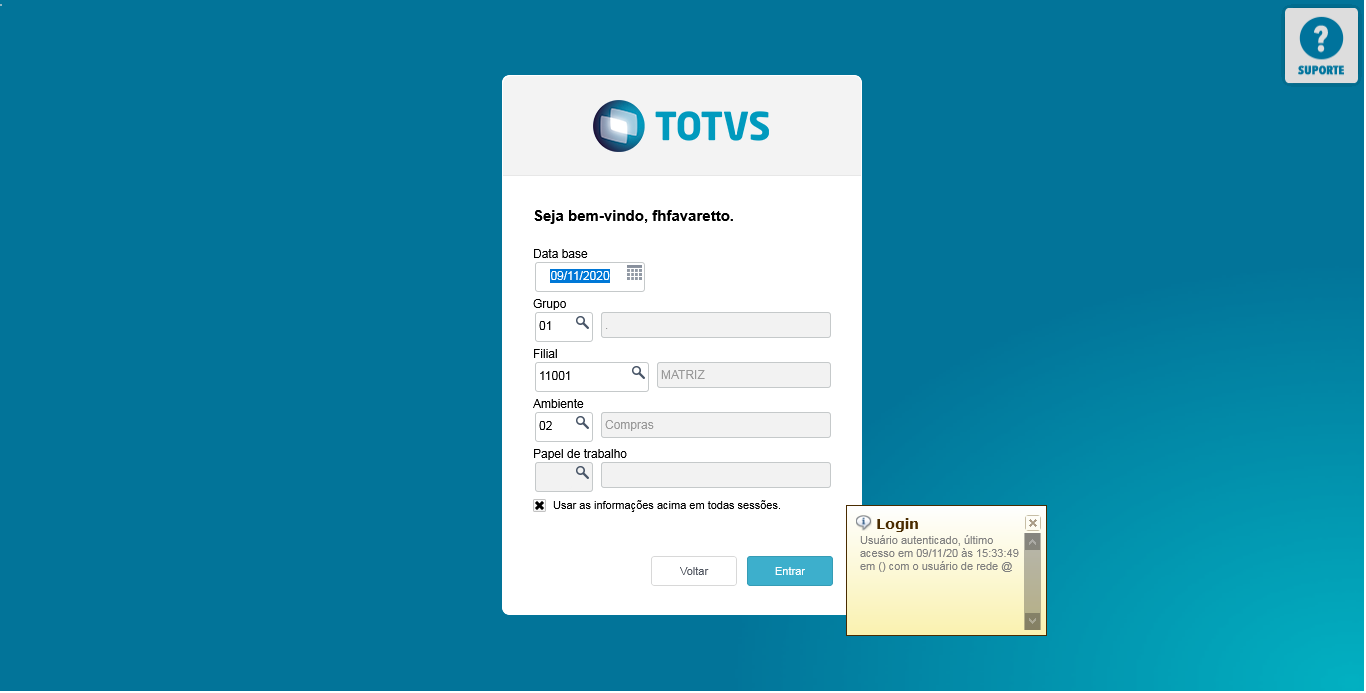 ?
SUPORTE
TOTVS
Seja bem-vindo, fhfavaretto.
Data base
09/11/2020
Grupo
01 .
Filial
11001 MATRIZ
Ambiente
02 Compras
Papel de trabalho
Usar as informações acima em todas sessões.
Voltar Entrar
Login
Usuário autenticado, último
acesso em 09/11/20 às 15:33:49
em () com o usuário de rede @